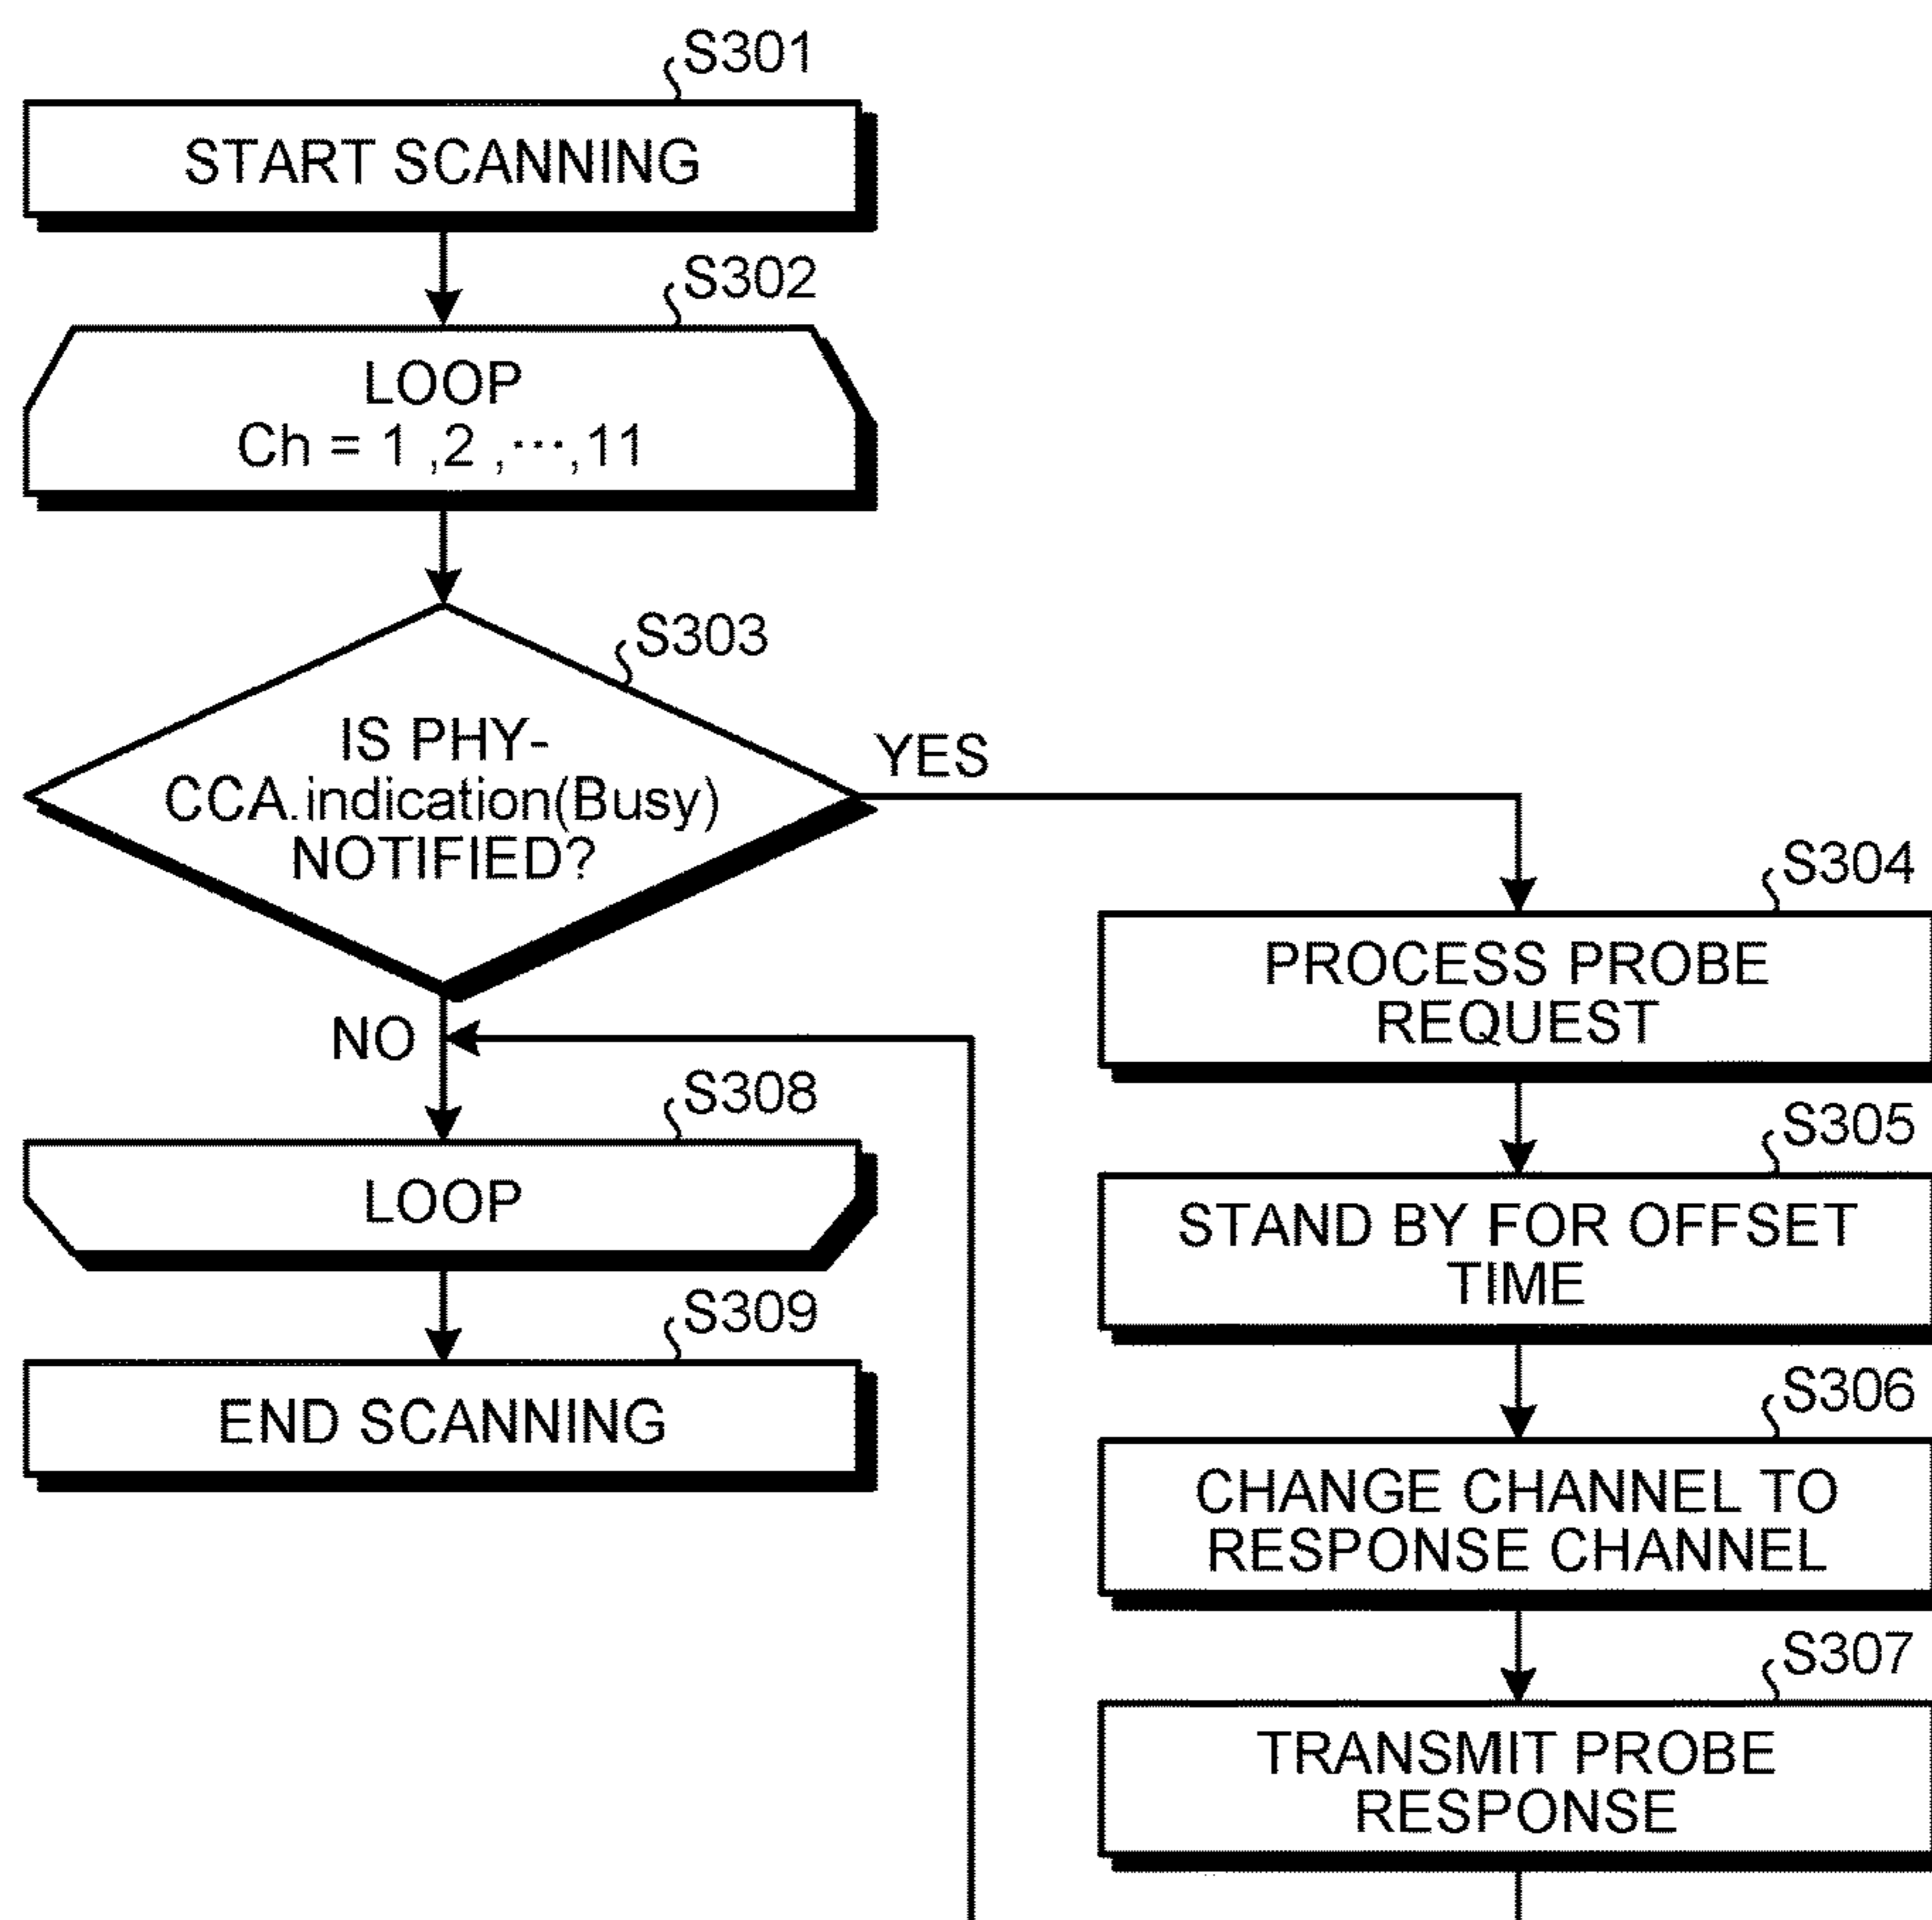 S301
START SCANNING
S302
LOOP
Ch = 1 ,2 ,···,11
S303
IS PHY-
CCA.indication(Busy)
NOTIFIED?
YES
NO
S304
PROCESS PROBE
REQUEST
S305
STAND BY FOR OFFSET
TIME
S306
CHANGE CHANNEL TO
RESPONSE CHANNEL
S307
TRANSMIT PROBE
RESPONSE
S308
LOOP
S309
END SCANNING